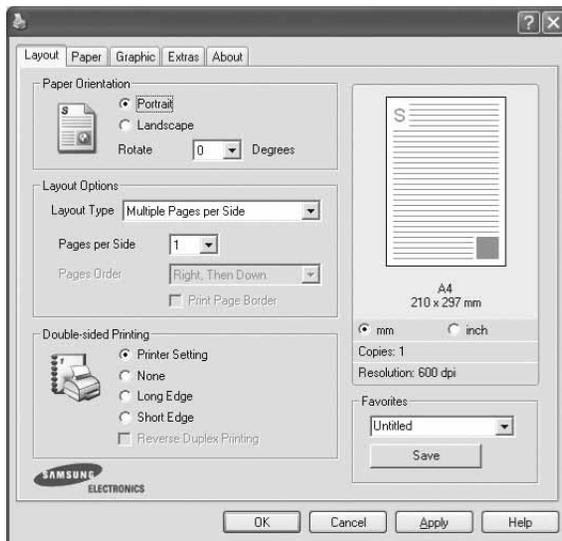 Layout Paper Graphic Extras About
Paper Orientation
S
Portrait
Landscape
Rotate 0 Degrees
Layout Options
Layout Type Multiple Pages per Side
Pages per Side 1
Pages Order Right, Then Down
Print Page Border
Double-sided Printing
Printer Setting
None
Long Edge
Short Edge
Reverse Duplex Printing
SAMSUNG
ELECTRONICS
S
A4
210 x 297 mm
mm inch
Copies: 1
Resolution: 600 dpi
Favorites
Untitled
Save
OK Cancel Apply Help